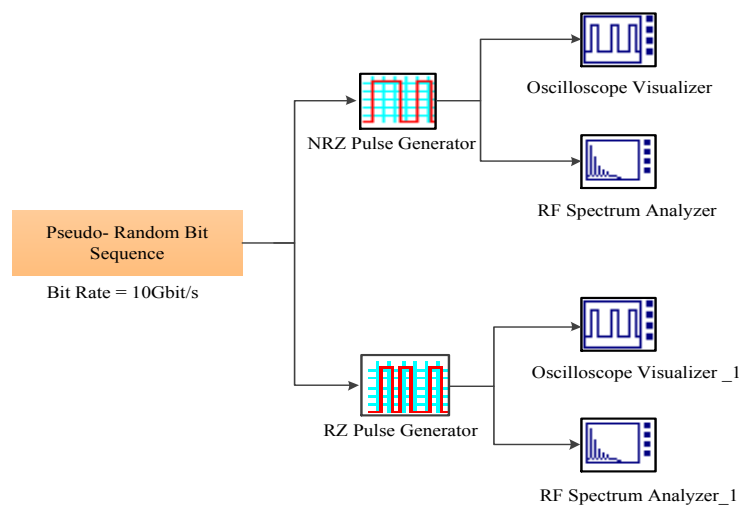 Oscilloscope Visualizer
NRZ Pulse Generator
RF Spectrum Analyzer
Pseudo- Random Bit
Sequence
Bit Rate = 10Gbit/s
Oscilloscope Visualizer _1
RZ Pulse Generator
RF Spectrum Analyzer_1